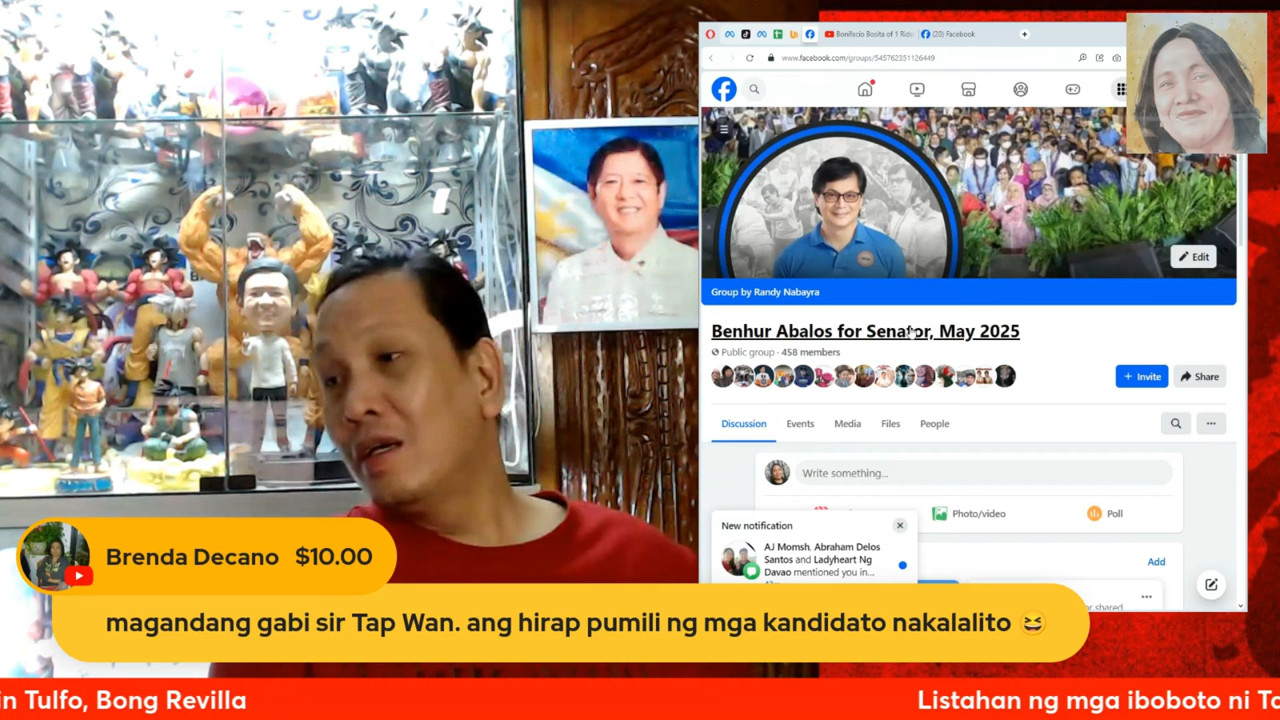 Bonifacio Bosita of 1 Ride
(20) Facebook
www.facebook.com/groups/545762351126449
Edit
Group by Randy Nabayra
Benhur Abalos for Senator, May 2025
Public group · 458 members
+ Invite
Share
Discussion
Events
Media
Files
People
Write something...
Photo/video
Poll
New notification
AJ Momsh, Abraham Delos
Santos and Ladyheart Ng
Davao mentioned you in...
Add
or shared
Brenda Decano $10.00
magandang gabi sir Tap Wan. ang hirap pumili ng mga kandidato nakalalito 😆
in Tulfo, Bong Revilla
Listahan ng mga iboboto ni Ta